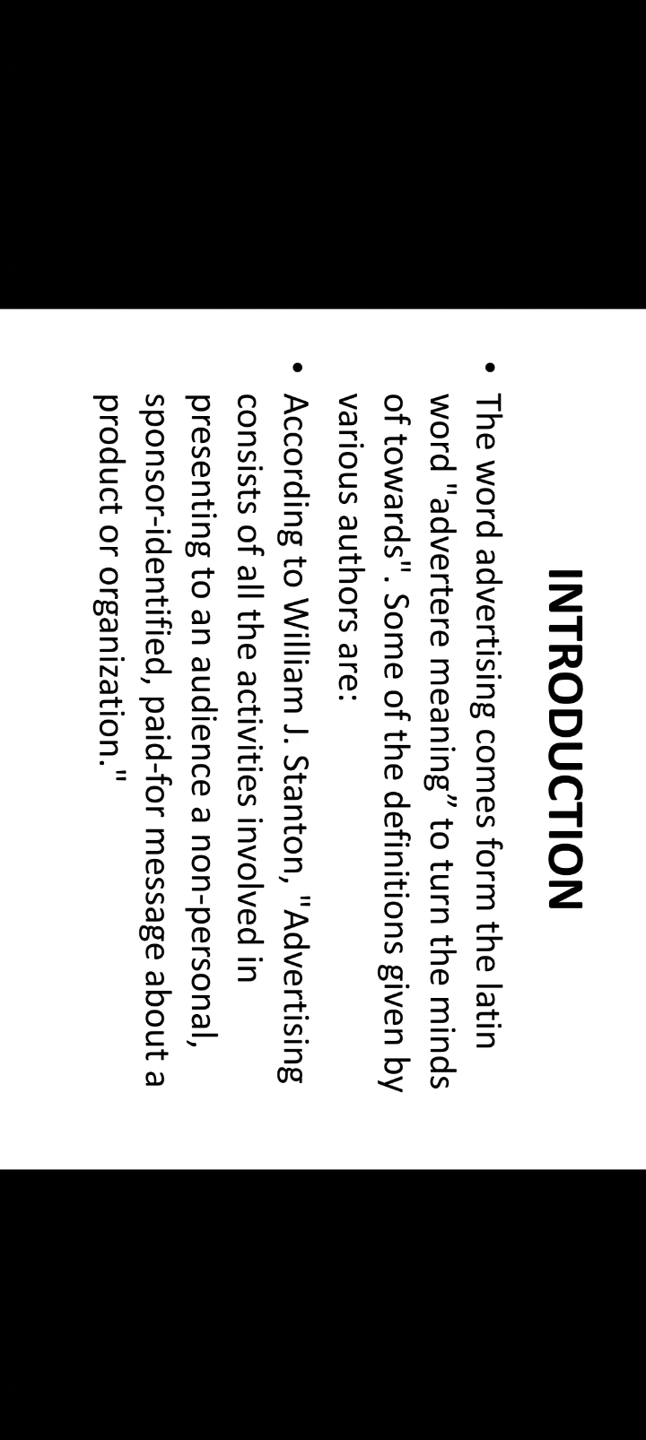 INTRODUCTION
• The word advertising comes form the latin
word "advertere meaning” to turn the minds
of towards". Some of the definitions given by
various authors are:
• According to William J. Stanton, "Advertising
consists of all the activities involved in
presenting to an audience a non-personal,
sponsor-identified, paid-for message about a
product or organization."